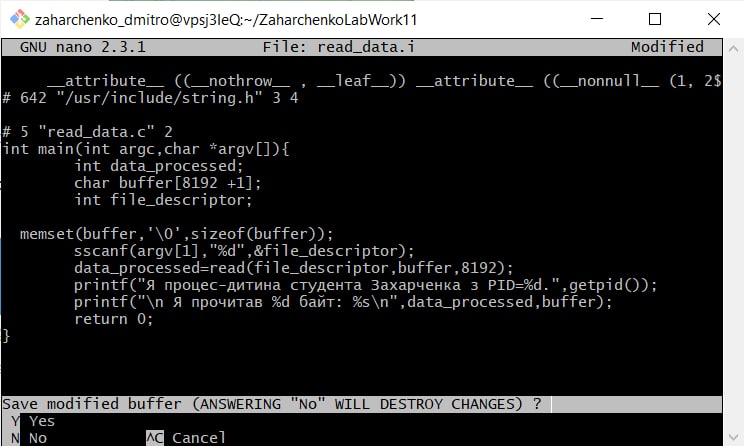 zaharchenko_dmitro@vpsj3leQ:~/ZaharchenkoLabWork11
GNU nano 2.3.1 File: read_data.i Modified
__attribute__ ((__nothrow__ , __leaf__)) __attribute__ ((__nonnull__ (1, 2$
# 642 "/usr/include/string.h" 3 4
# 5 "read_data.c" 2
int main(int argc,char *argv[]){
int data_processed;
char buffer[8192 +1];
int file_descriptor;
memset(buffer,'\0',sizeof(buffer));
sscanf(argv[1],"%d",&file_descriptor);
data_processed=read(file_descriptor,buffer,8192);
printf("Я процес-дитина студента Захарченка з PID=%d.",getpid());
printf("\n Я прочитав %d байт: %s\n",data_processed,buffer);
return 0;
}
Save modified buffer (ANSWERING "No" WILL DESTROY CHANGES) ?
Y Yes
N No ^C Cancel